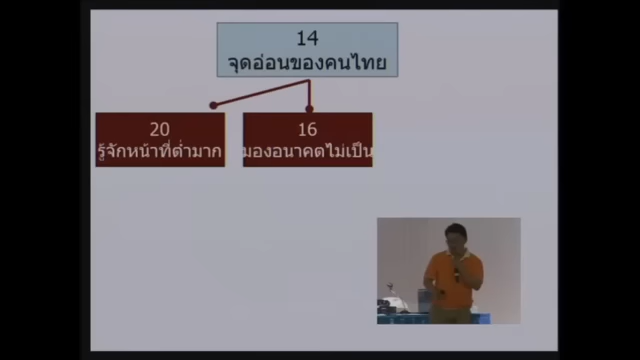 14
จุดอ่อนของคนไทย
20
รู้จักหน้าที่ต่ำมาก
16
มองอนาคตไม่เป็น